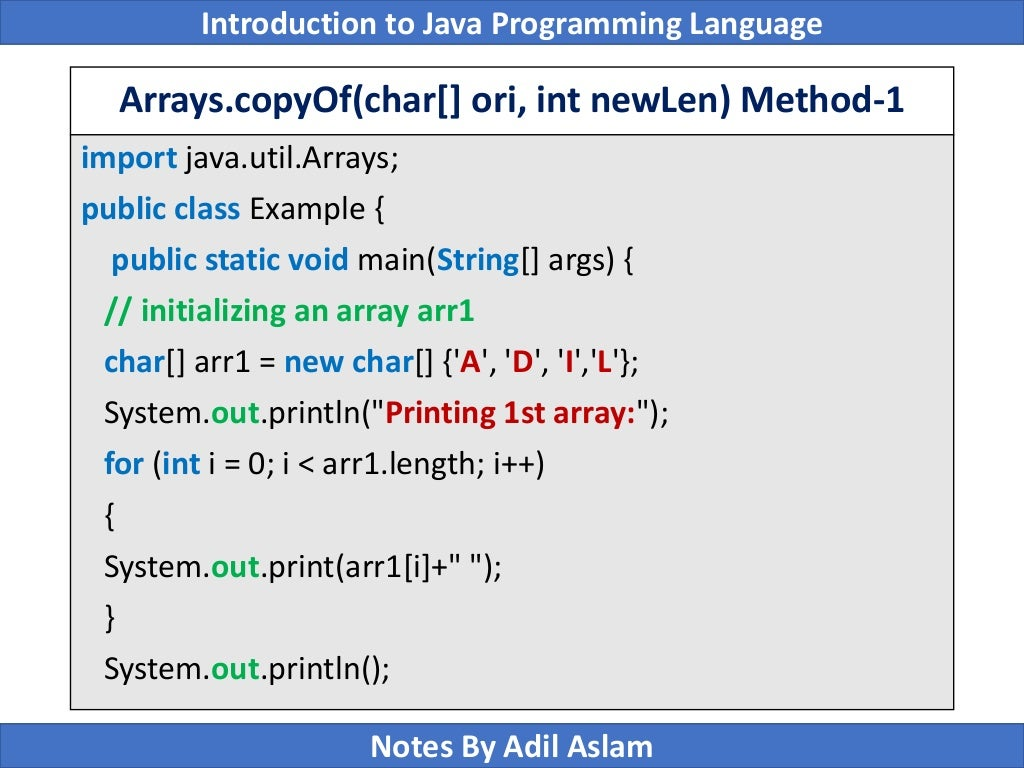 Introduction to Java Programming Language
Arrays.copyOf(char[] ori, int newLen) Method-1
import java.util.Arrays;
public class Example {
public static void main(String[] args) {
// initializing an array arr1
char[] arr1 = new char[] {'A', 'D', 'I','L'};
System.out.println("Printing 1st array:");
for (int i = 0; i < arr1.length; i++)
{
System.out.print(arr1[i]+" ");
}
System.out.println();
Notes By Adil Aslam